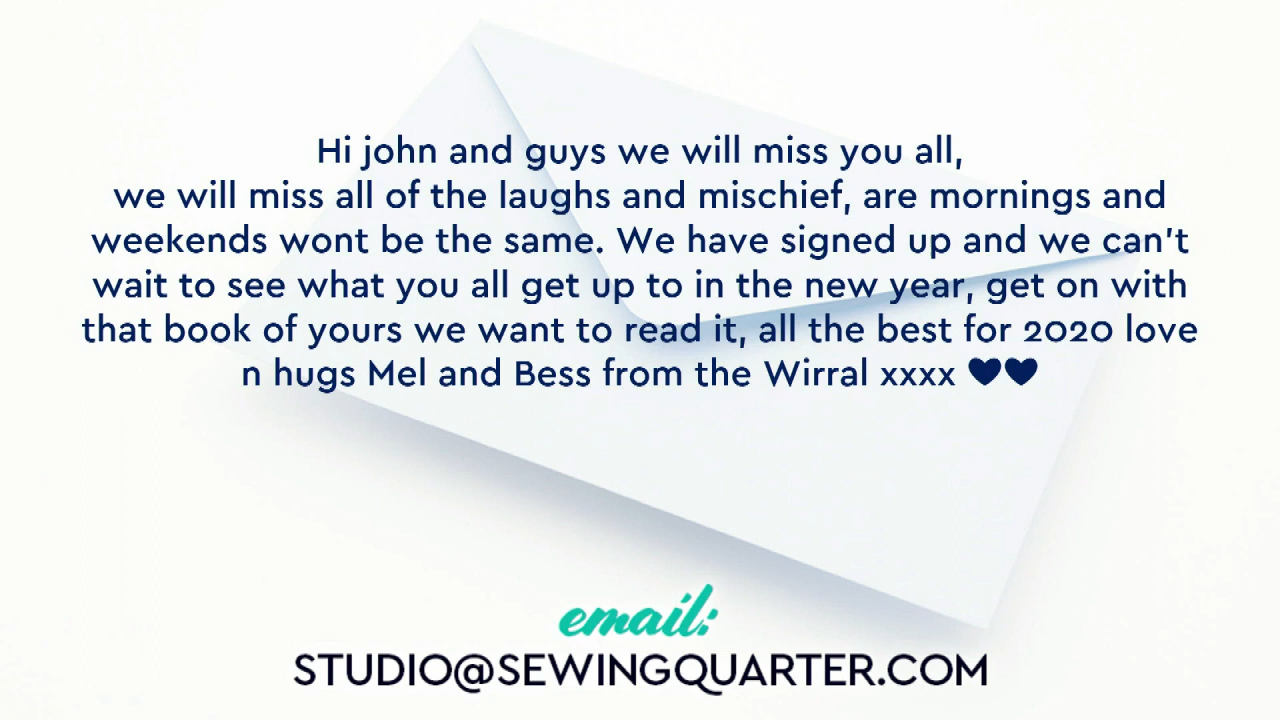 Hi john and guys we will miss you all,
we will miss all of the laughs and mischief, are mornings and
weekends wont be the same. We have signed up and we can't
wait to see what you all get up to in the new year, get on with
that book of yours we want to read it, all the best for 2020 love
n hugs Mel and Bess from the Wirral xxxx ♥♥
email:
STUDIO@SEWINGQUARTER.COM